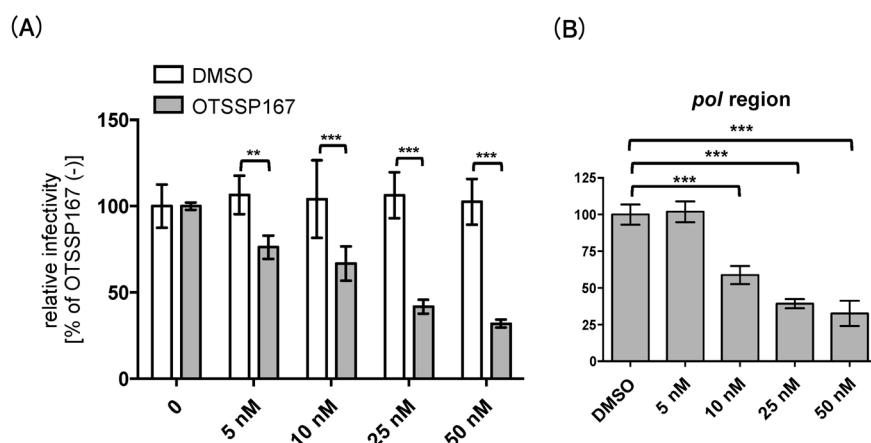 (A)
DMSO
OTSSP167
relative infectivity
[% of OTSSP167 (-)]
150
100
50
0
**
***
***
***
0
5 nM
10 nM
25 nM
50 nM
(B)
pol region
***
***
***
125
100
75
50
25
0
DMSO
5 nM
10 nM
25 nM
50 nM